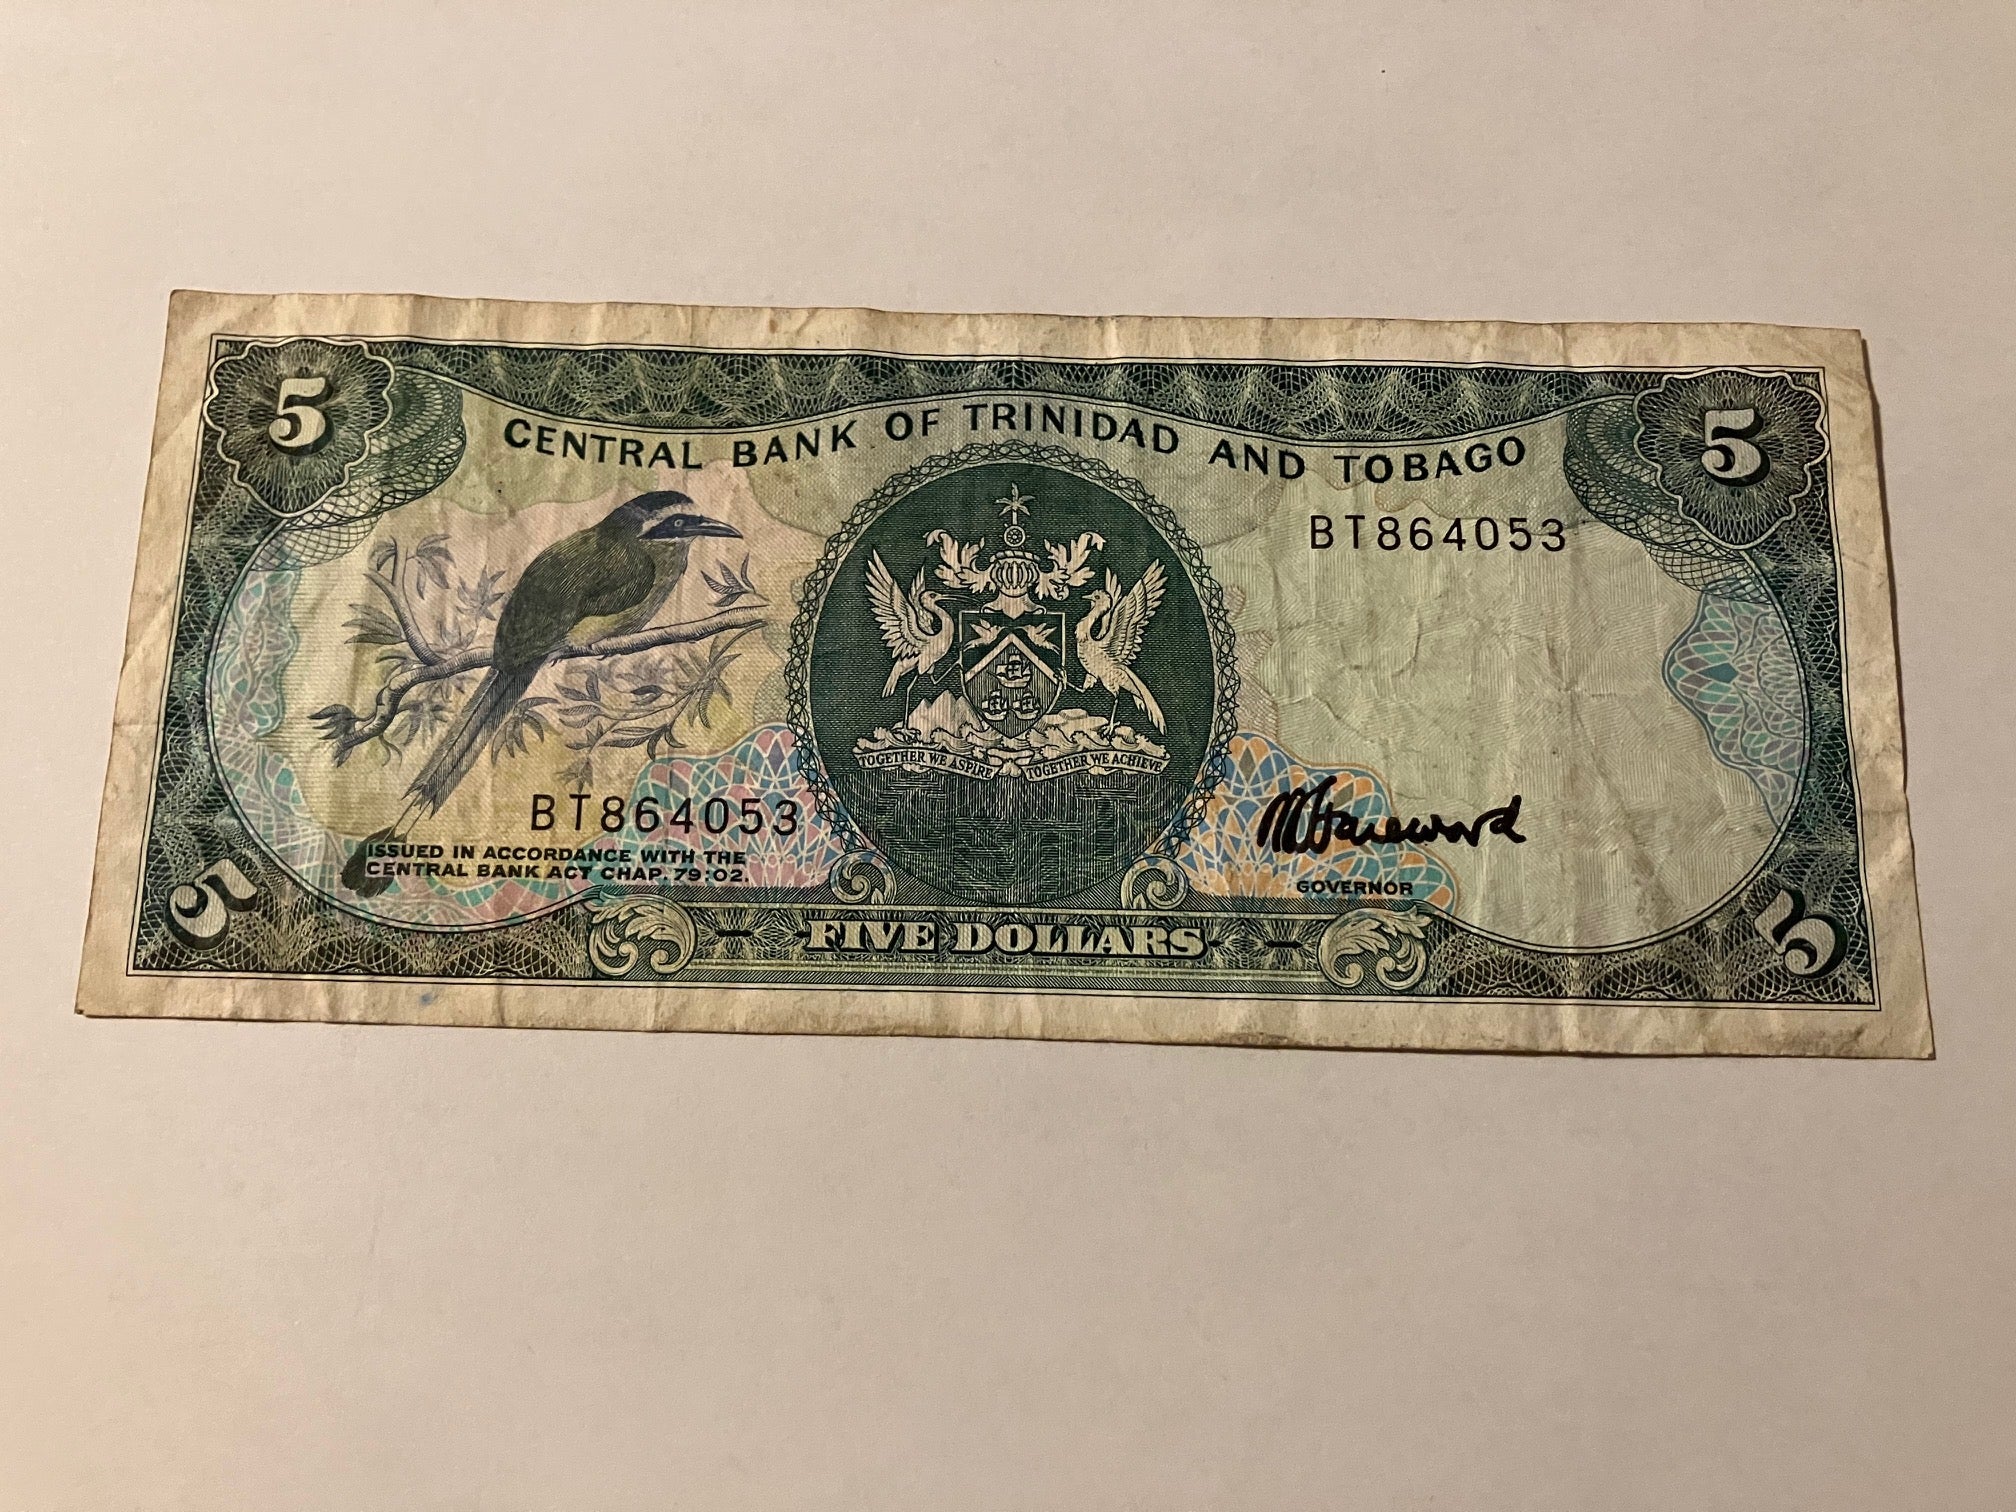 5
5
CENTRAL BANK OF TRINIDAD AND TOBAGO
BT864053
TOGETHER WE ASPIRE TOGETHER WE ACHIEVE
BT864053
ISSUED IN ACCORDANCE WITH THE
CENTRAL BANK ACT CHAP. 79:02.
GOVERNOR
5
FIVE DOLLARS
5